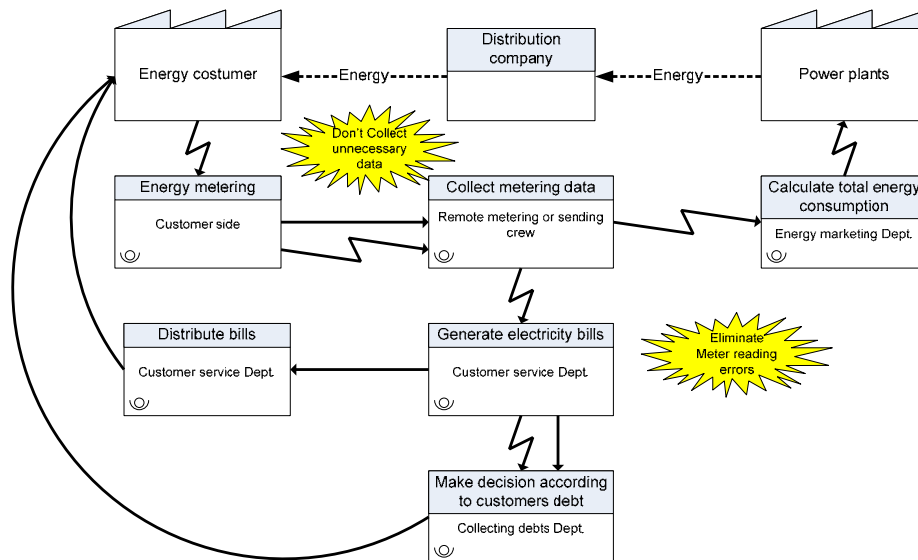 Energy costumer
Energy
Distribution
company
Energy
Power plants
Don't Collect
unnecessary
data
Energy metering
Customer side
Collect metering data
Remote metering or sending
crew
Calculate total energy
consumption
Energy marketing Dept.
Distribute bills
Customer service Dept.
Generate electricity bills
Customer service Dept.
Eliminate
Meter reading
errors
Make decision according
to customers debt
Collecting debts Dept.